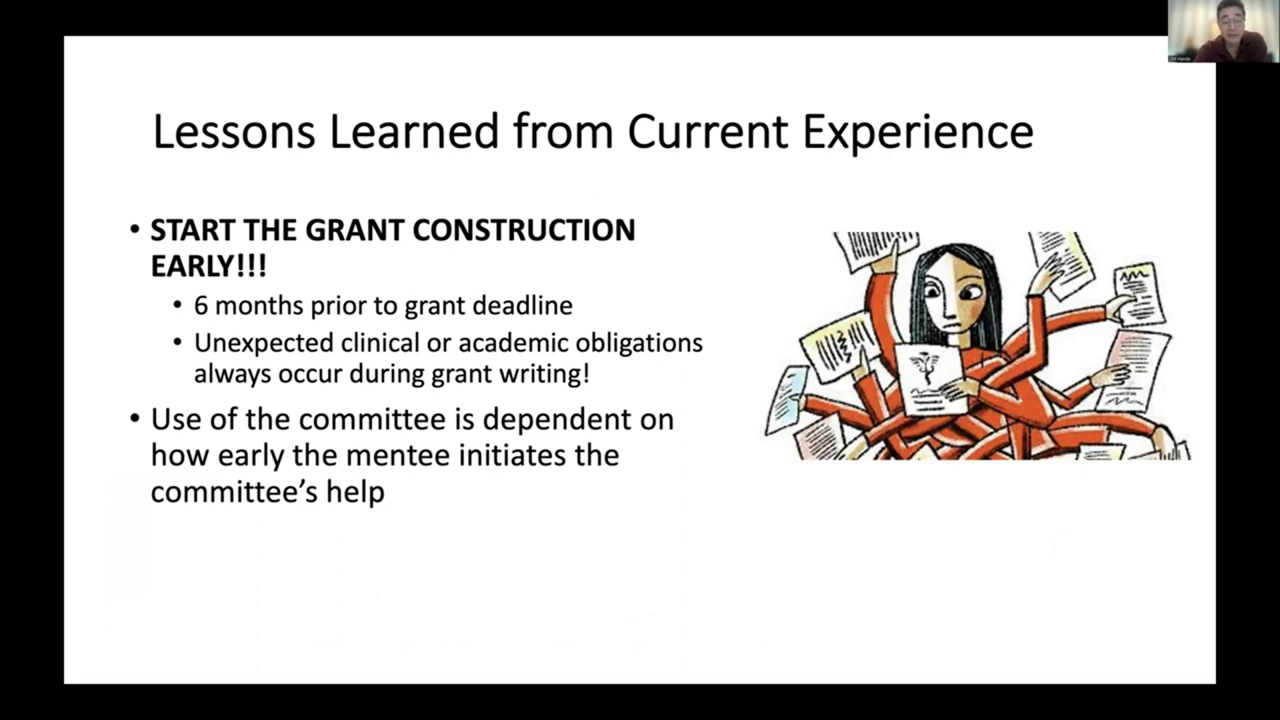 Lessons Learned from Current Experience
• START THE GRANT CONSTRUCTION
EARLY!!!
• 6 months prior to grant deadline
• Unexpected clinical or academic obligations
always occur during grant writing!
• Use of the committee is dependent on
how early the mentee initiates the
committee's help